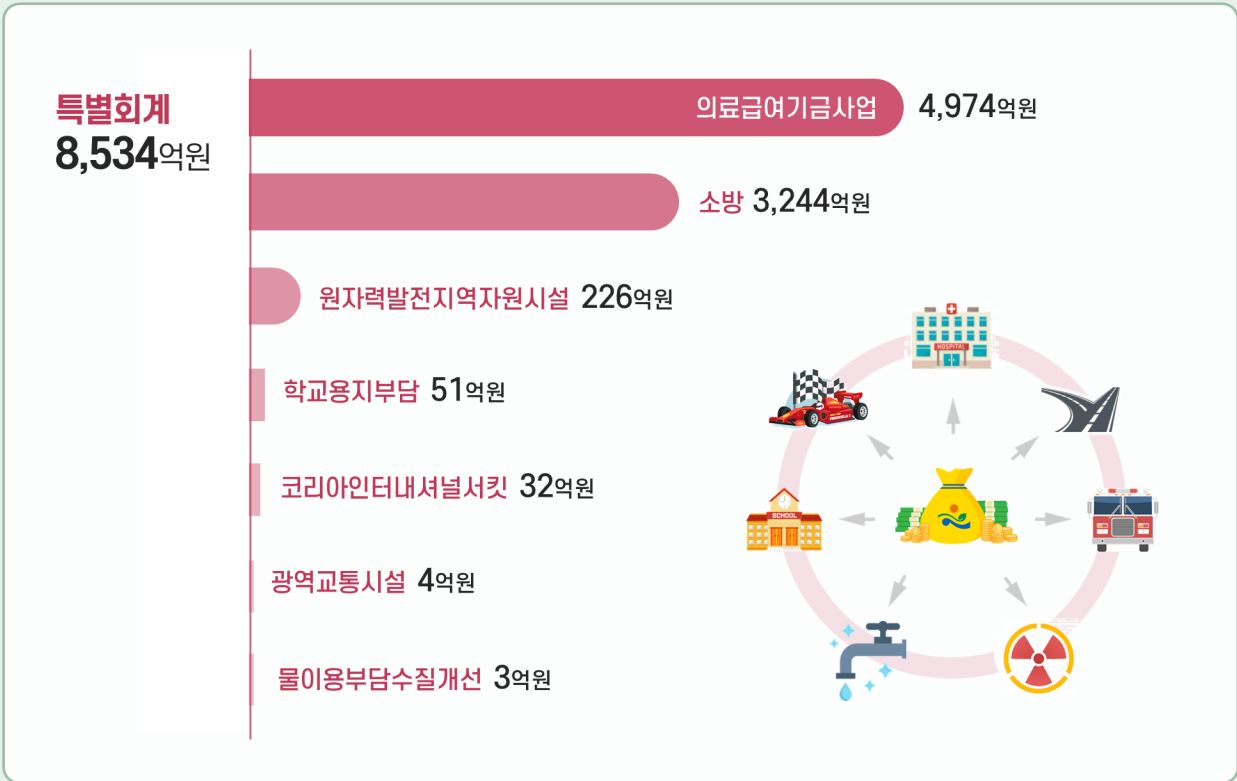 특별회계
8,534억원
의료급여기금사업 4,974억원
소방 3,244억원
원자력발전지역자원시설 226억원
학교용지부담 51억원
코리아인터내셔널서킷 32억원
광역교통시설 4억원
물이용부담수질개선 3억원
HOSPITAL
SCHOOL